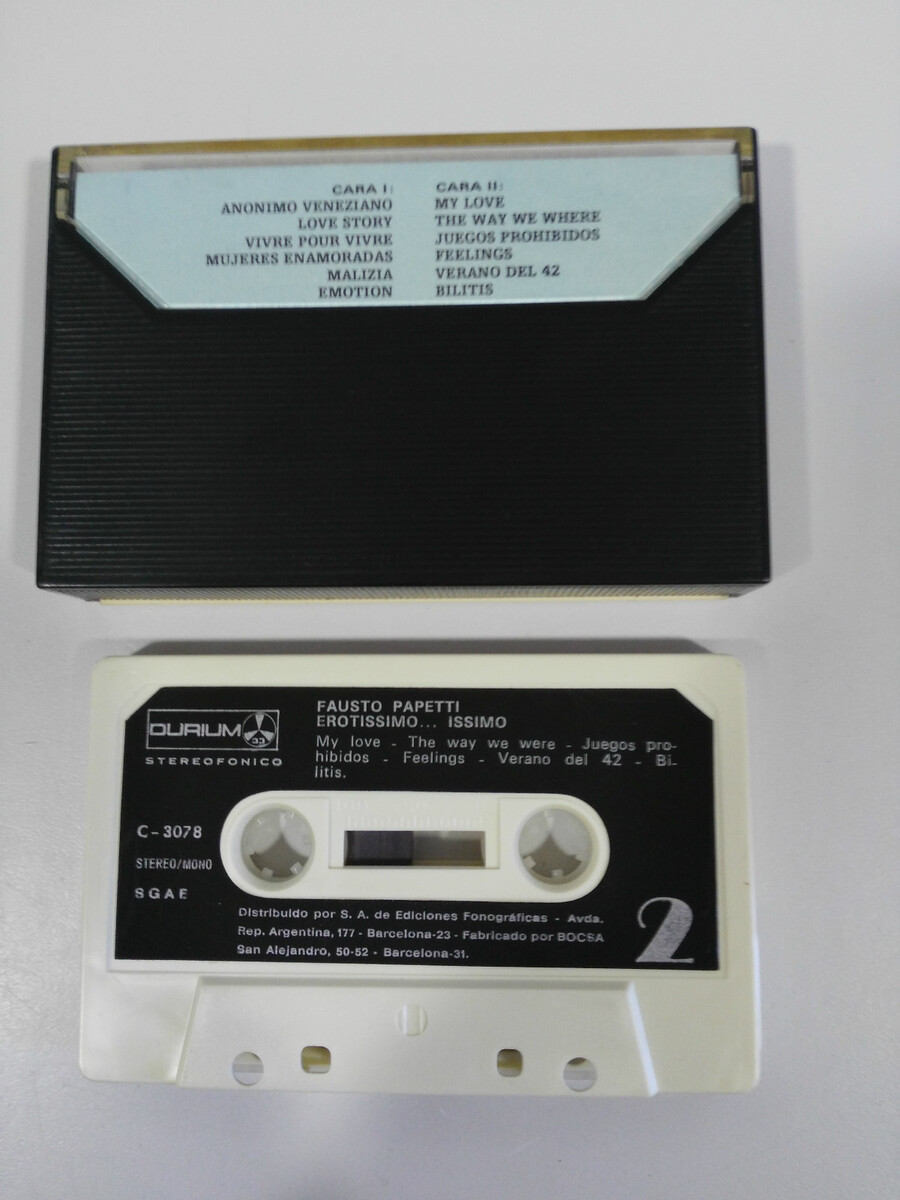 CARA I:
ANONIMO VENEZIANO
LOVE STORY
VIVRE POUR VIVRE
MUJERES ENAMORADAS
MALIZIA
EMOTION
CARA II:
MY LOVE
THE WAY WE WHERE
JUEGOS PROHIBIDOS
FEELINGS
VERANO DEL 42
BILITIS
DURIUM
33
STEREOFONICO
FAUSTO PAPETTI
EROTISSIMO... ISSIMO
My love - The way we were - Juegos pro-
hibidos - Feelings - Verano del 42 - Bi-
litis.
C-3078
STEREO/MONO
SGAE
Distribuido por S. A. de Ediciones Fonográficas - Avda.
Rep. Argentina, 177 - Barcelona-23 - Fabricado por BOCSA
San Alejandro, 50-52 - Barcelona-31.
2